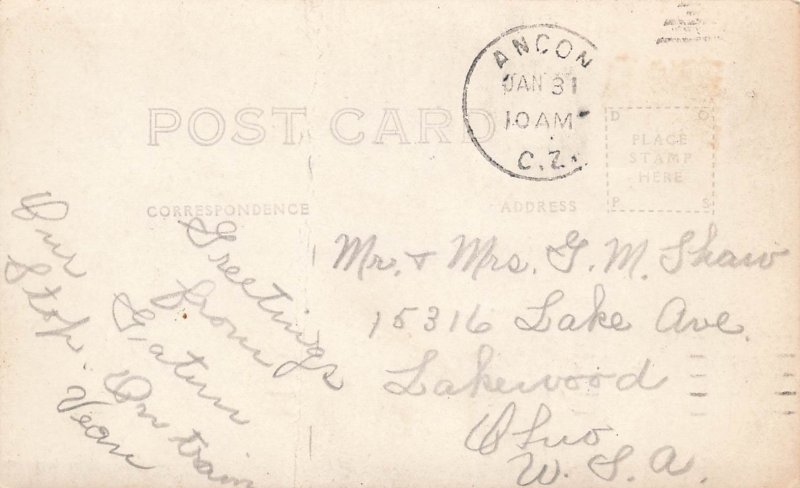 ANCON
JAN 31
10 AM
C.Z.
POST CARD
D O
PLACE
STAMP
HERE
P S
CORRESPONDENCE
ADDRESS
Greetings
from
Gatun
On train
Our
Stop.
Mr. & Mrs. G. M. Shaw
15316 Lake Ave.
Lakewood
Ohio
U. S. A.